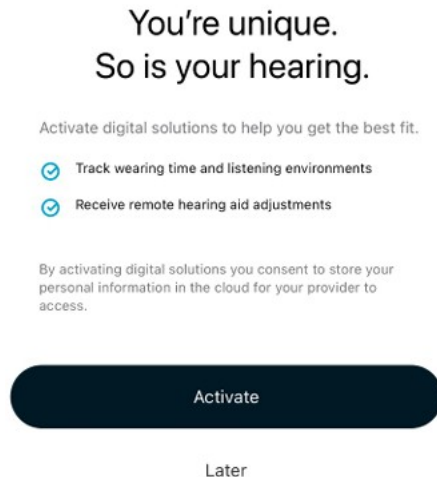 You’re unique.
So is your hearing.
Activate digital solutions to help you get the best fit.
Track wearing time and listening environments
Receive remote hearing aid adjustments
By activating digital solutions you consent to store your
personal information in the cloud for your provider to
access.
Activate
Later